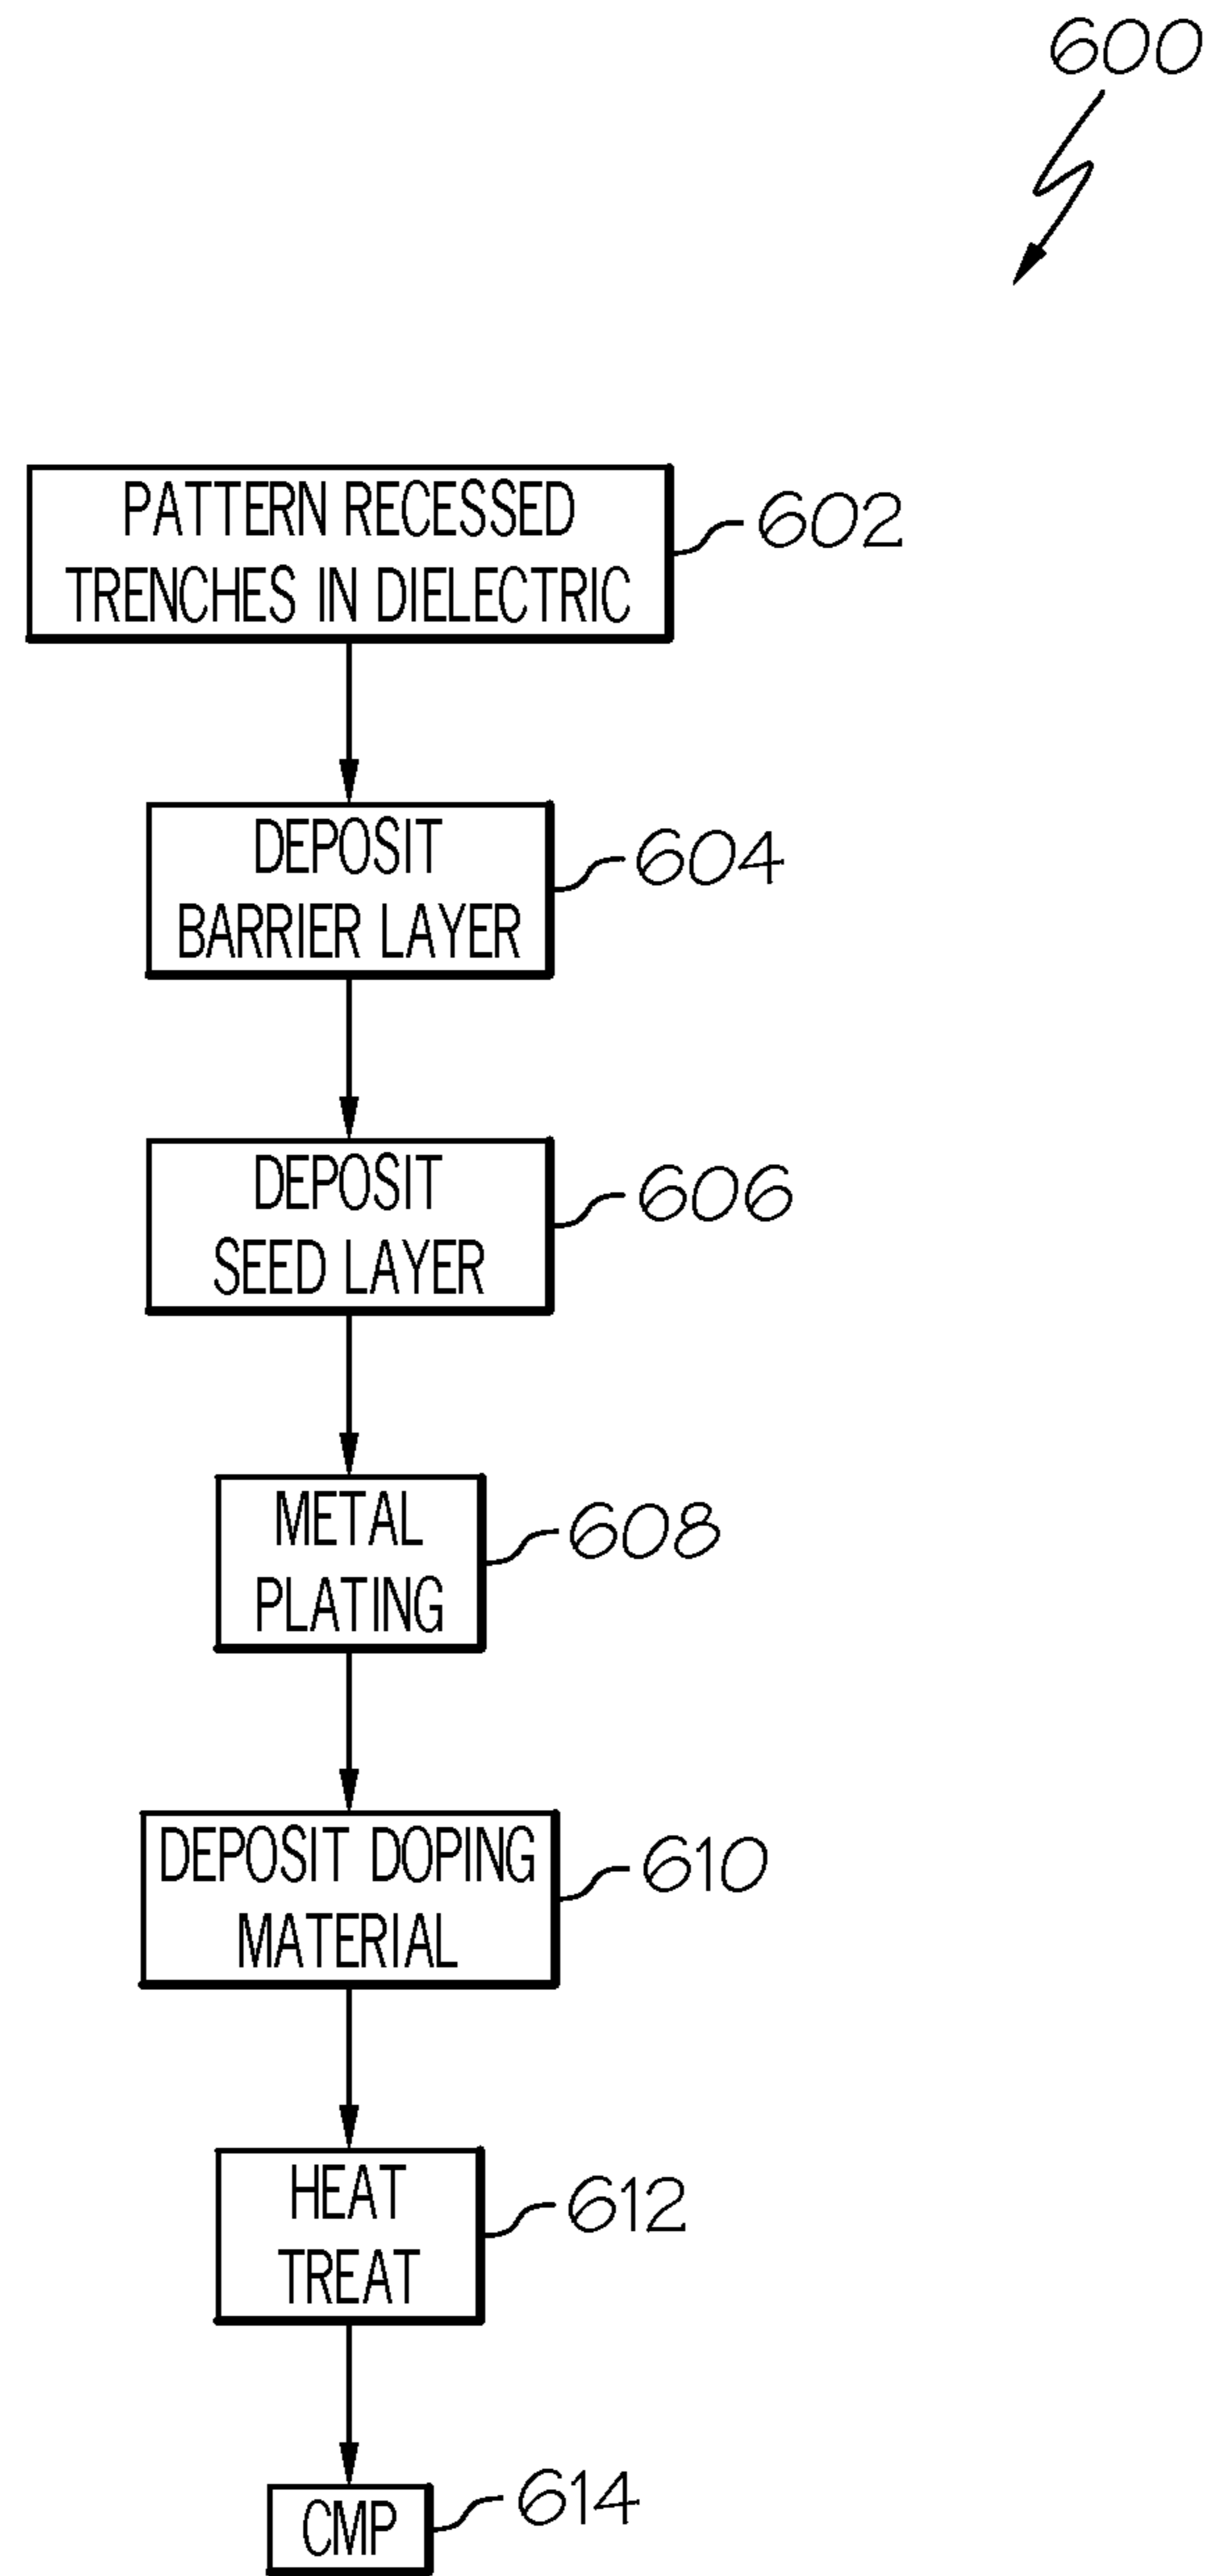 600
PATTERN RECESSED
TRENCHES IN DIELECTRIC
602
DEPOSIT
BARRIER LAYER
604
DEPOSIT
SEED LAYER
606
METAL
PLATING
608
DEPOSIT DOPING
MATERIAL
610
HEAT
TREAT
612
CMP
614